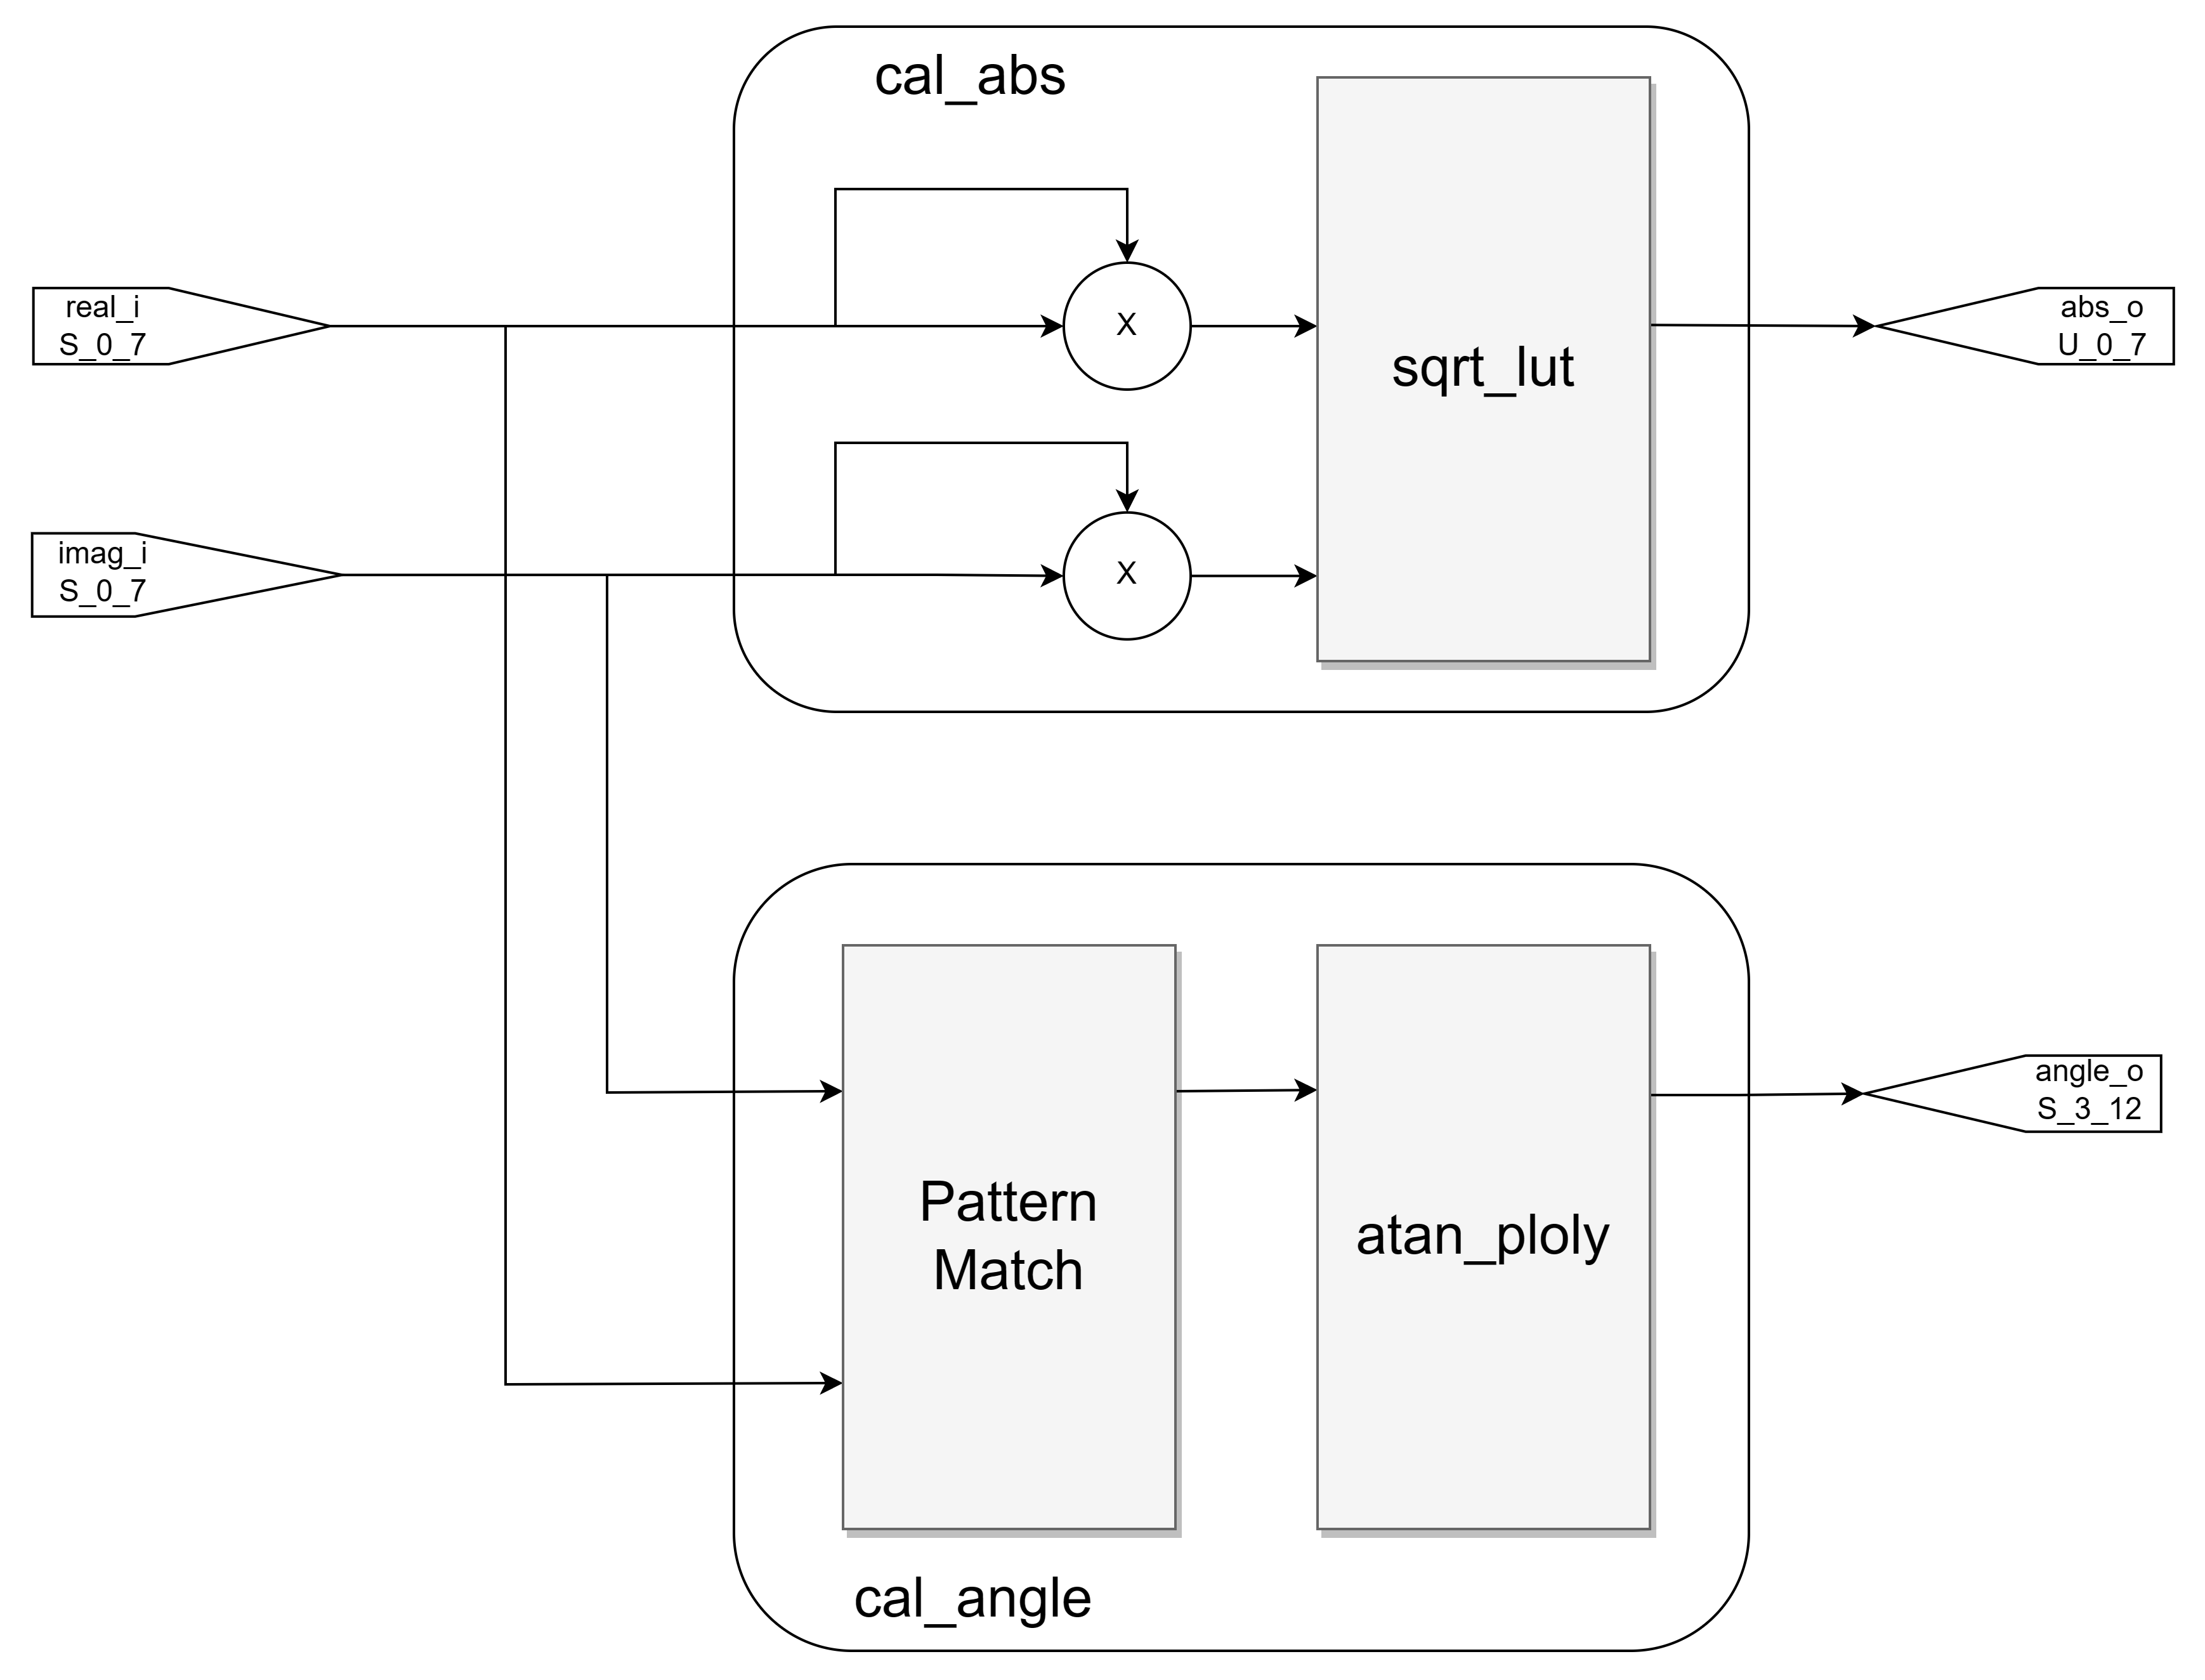 cal_abs
real_i
S_0_7
X
sqrt_lut
abs_o
U_0_7
imag_i
S_0_7
X
Pattern
Match
atan_ploly
angle_o
S_3_12
cal_angle